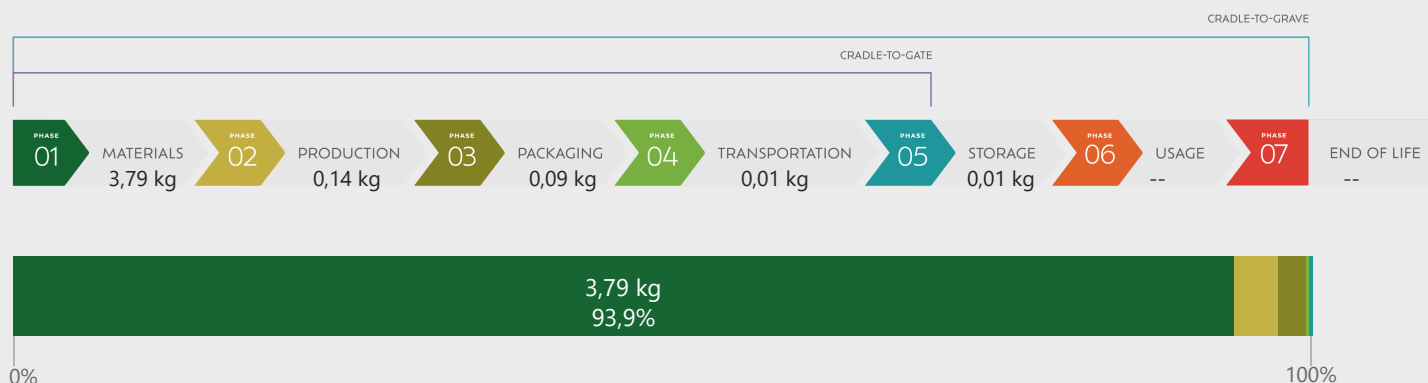 CRADLE-TO-GRAVE
CRADLE-TO-GATE
PHASE
01
MATERIALS
3,79 kg
PHASE
02
PRODUCTION
0,14 kg
PHASE
03
PACKAGING
0,09 kg
PHASE
04
TRANSPORTATION
0,01 kg
PHASE
05
STORAGE
0,01 kg
PHASE
06
USAGE
--
PHASE
07
END OF LIFE
--
3,79 kg
93,9%
0%
100%